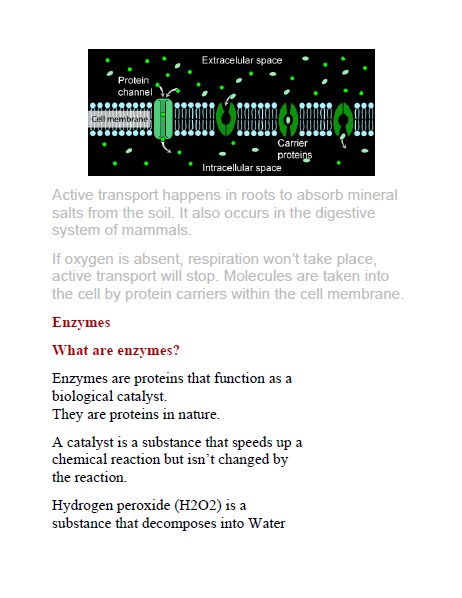 Extracelular space
Protein
channel
Cell membrane
Carrier
proteins
Intracellular space
Active transport happens in roots to absorb mineral
salts from the soil. It also occurs in the digestive
system of mammals.
If oxygen is absent, respiration won’t take place,
active transport will stop. Molecules are taken into
the cell by protein carriers within the cell membrane.
Enzymes
What are enzymes?
Enzymes are proteins that function as a
biological catalyst.
They are proteins in nature.
A catalyst is a substance that speeds up a
chemical reaction but isn’t changed by
the reaction.
Hydrogen peroxide (H2O2) is a
substance that decomposes into Water